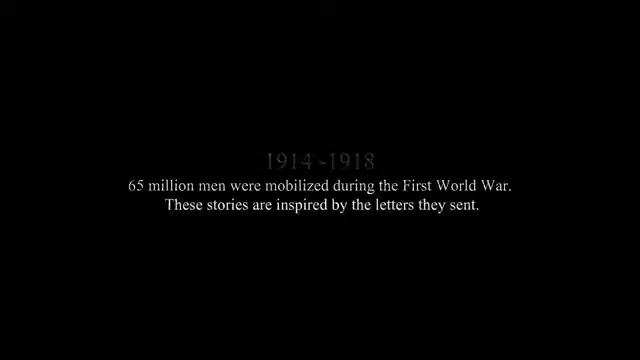 1914 -1918
65 million men were mobilized during the First World War.
These stories are inspired by the letters they sent.